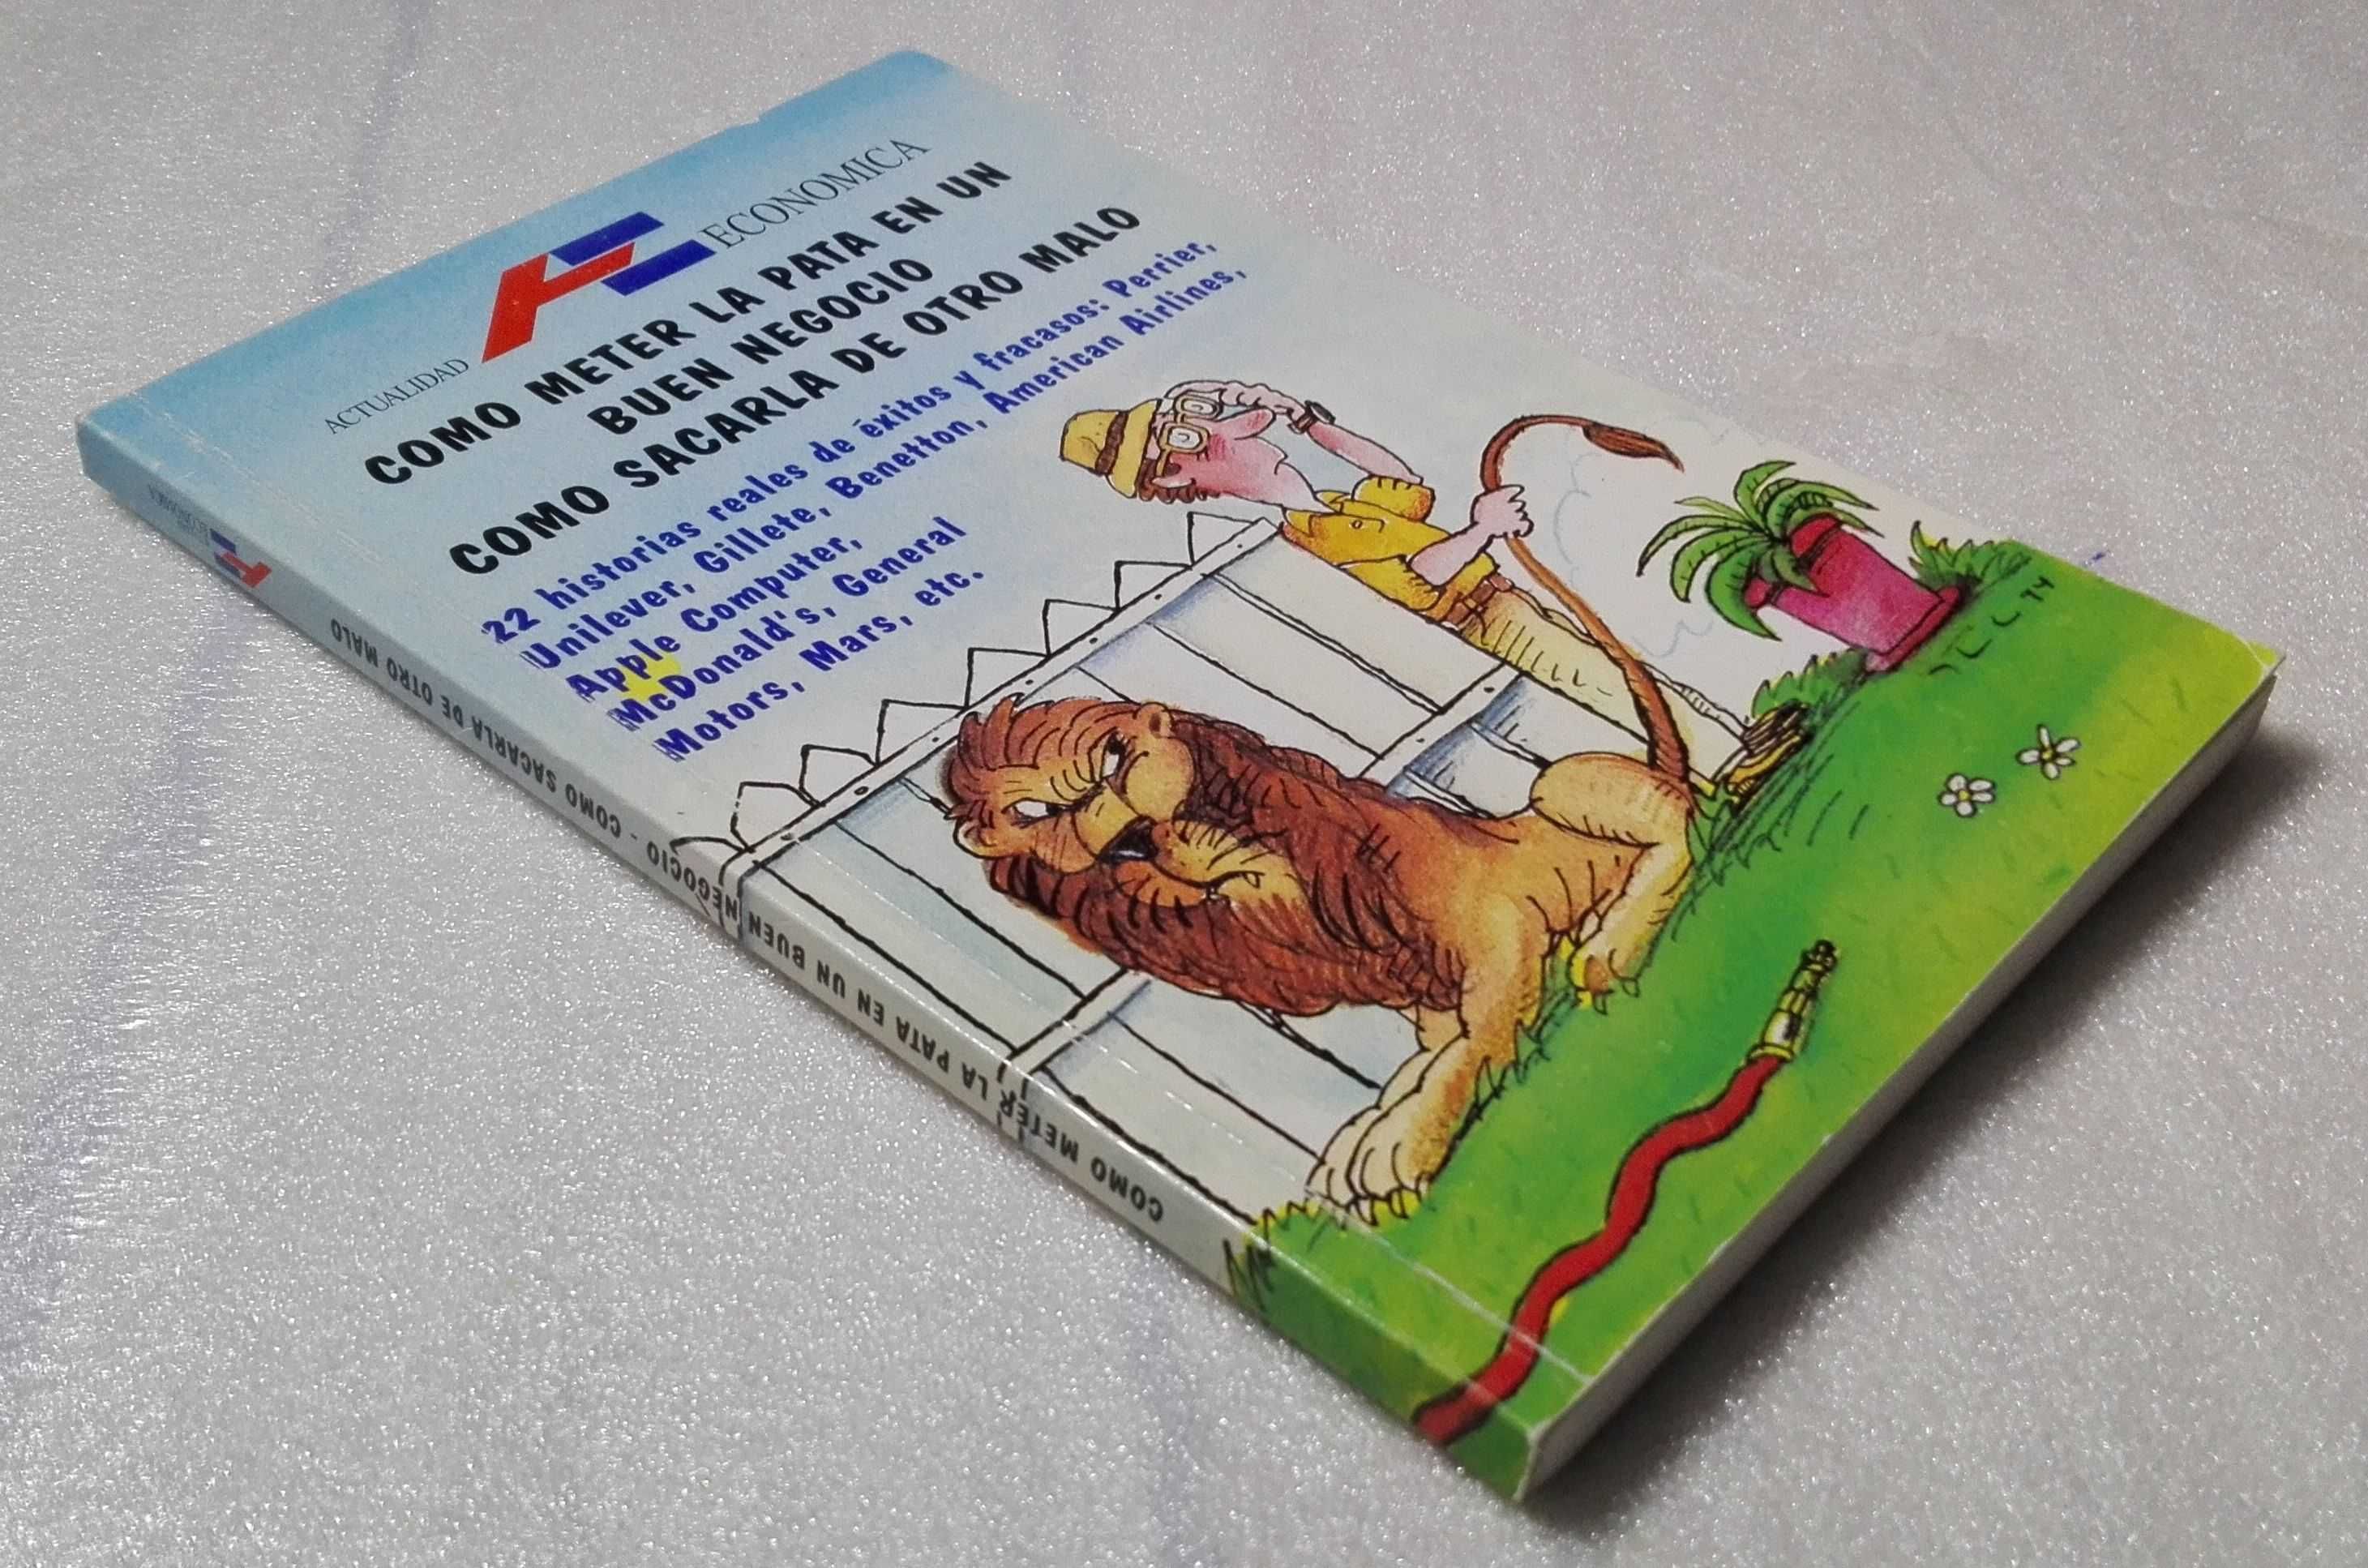 ACTUALIDAD AE ECONOMICA
COMO METER LA PATA EN UN
BUEN NEGOCIO
COMO SACARLA DE OTRO MALO
22 historias reales de éxitos y fracasos: Perrier,
Unilever, Gillete, Benetton, American Airlines,
Apple Computer,
McDonald's, General
Motors, Mars, etc.
COMO METER LA PATA EN UN BUEN NEGOCIO - COMO SACARLA DE OTRO MALO
AE